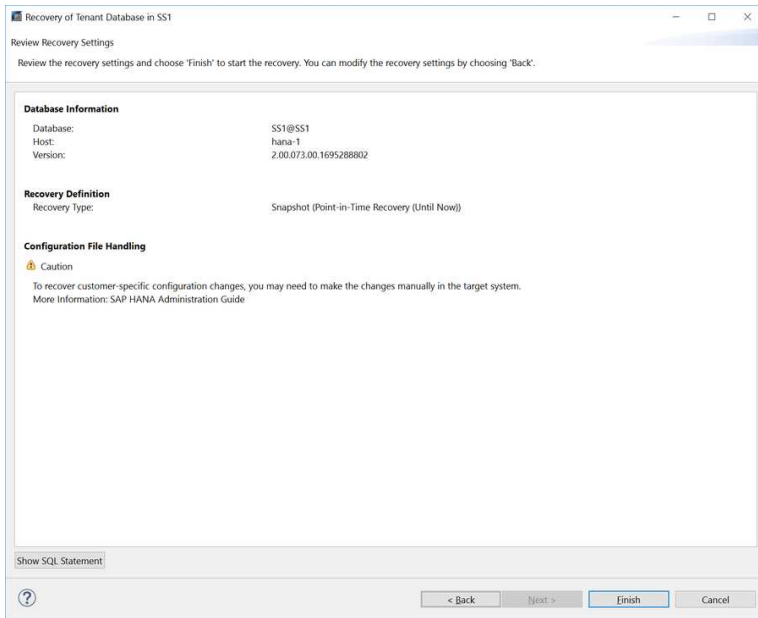 Recovery of Tenant Database in SS1
Review Recovery Settings
Review the recovery settings and choose 'Finish' to start the recovery. You can modify the recovery settings by choosing 'Back'.
Database Information
Database: SS1@SS1
Host: hana-1
Version: 2.00.073.00.1695288802
Recovery Definition
Recovery Type: Snapshot (Point-in-Time Recovery (Until Now))
Configuration File Handling
Caution
To recover customer-specific configuration changes, you may need to make the changes manually in the target system.
More Information: SAP HANA Administration Guide
Show SQL Statement
? < Back Next > Finish Cancel